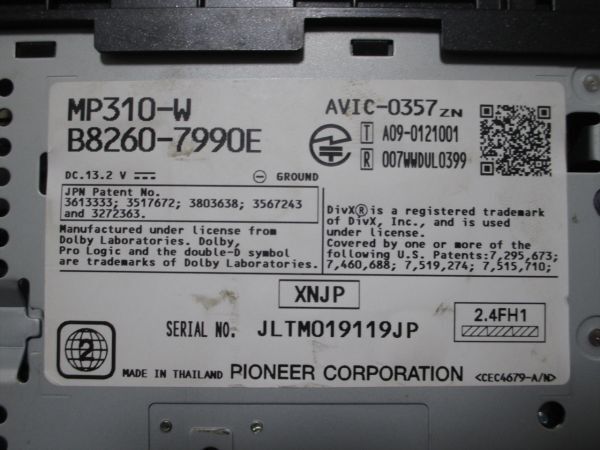 MP310-W
B8260-7990E
AVIC-0357 ZN
T A09-0121001
R 007WWDUL0399
DC.13.2 V
⊖ GROUND
JPN Patent No.
3613333; 3517672; 3803638; 3567243
and 3272363.
Manufactured under license from
Dolby Laboratories. Dolby,
Pro Logic and the double-D symbol
are trademarks of Dolby Laboratories.
DivX® is a registered trademark
of DivX, Inc., and is used
under license.
Covered by one or more of the
following U.S. Patents:7,295,673;
7,460,688; 7,519,274; 7,515,710;
XNJP
SERIAL NO. JLTM019119JP
2.4FH1
2
MADE IN THAILAND PIONEER CORPORATION <CEC4679-A/N>